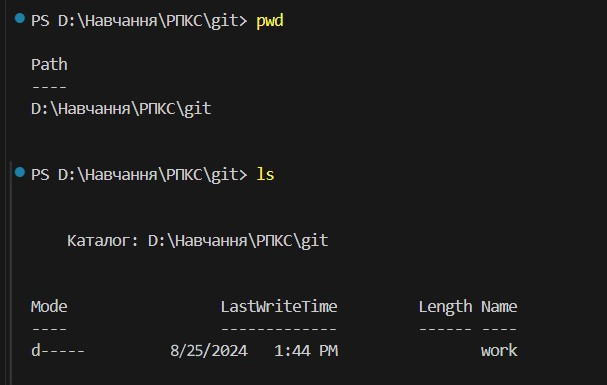 PS D:\Навчання\РПКС\git> pwd
Path
----
D:\Навчання\РПКС\git
PS D:\Навчання\РПКС\git> ls
Каталог: D:\Навчання\РПКС\git
Mode                 LastWriteTime         Length Name
----                 -------------         ------ ----
d-----         8/25/2024   1:44 PM                work